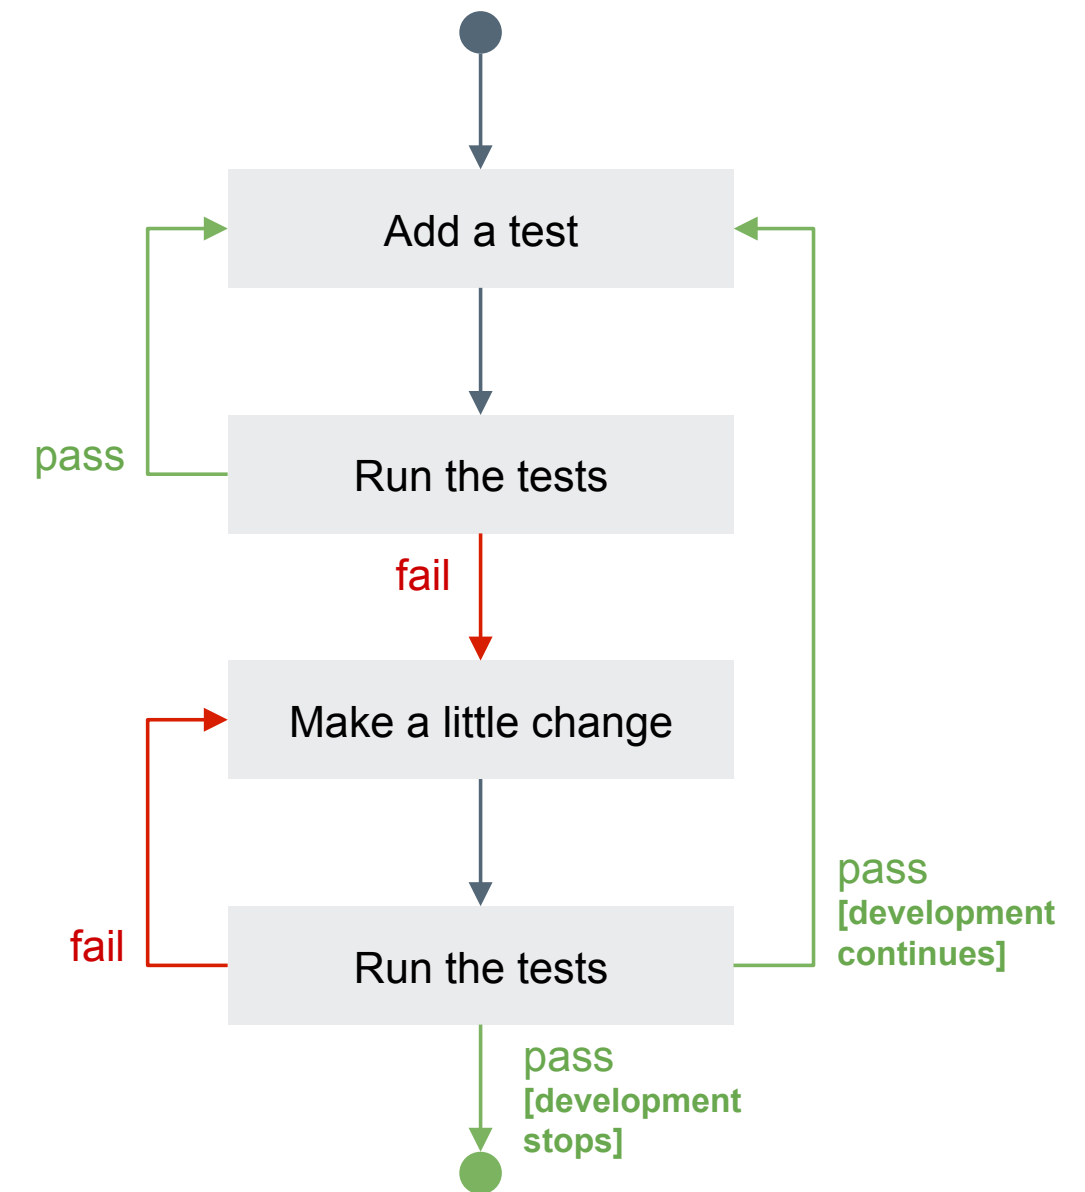 Add a test
pass
Run the tests
fail
Make a little change
fail
Run the tests
pass
[development
continues]
pass
[development
stops]